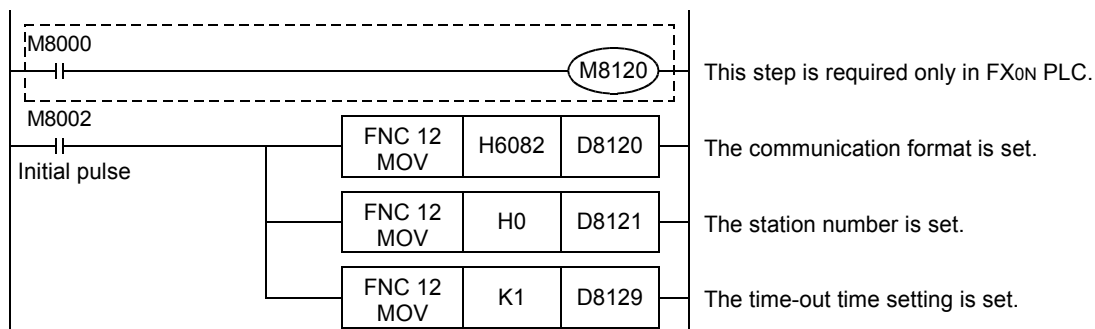 M8000
M8120
This step is required only in FX0N PLC.
M8002
Initial pulse
FNC 12
MOV
H6082
D8120
The communication format is set.
FNC 12
MOV
H0
D8121
The station number is set.
FNC 12
MOV
K1
D8129
The time-out time setting is set.